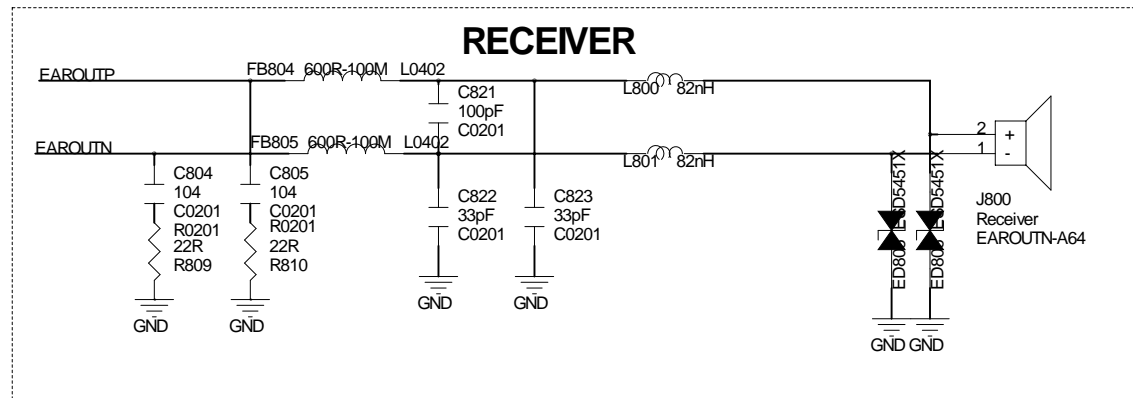 RECEIVER
EAROUTP
FB804 600R-100M L0402
C821
100pF
C0201
L800 82nH
EAROUTN
FB805 600R-100M L0402
L801 82nH
2
1
+
-
C804
104
C0201
R0201
22R
R809
C805
104
C0201
R0201
22R
R810
C822
33pF
C0201
C823
33pF
C0201
ESD5451X
ESD5451X
J800
Receiver
EAROUTN-A64
GND
GND
GND
GND
GND
GND